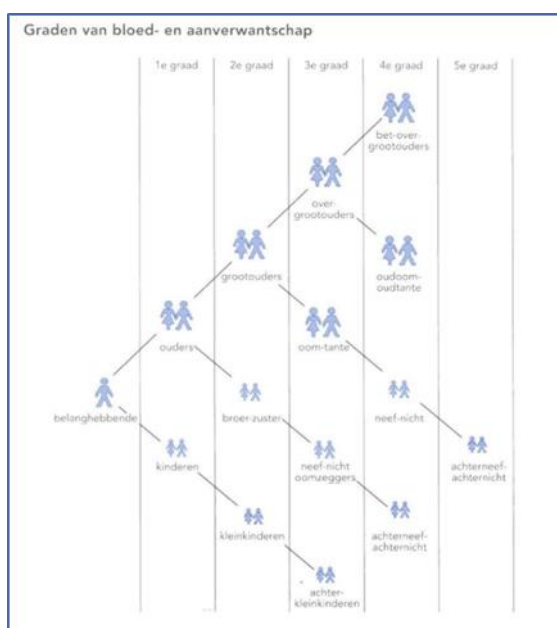 Graden van bloed- en aanverwantschap
1e graad 2e graad 3e graad 4e graad 5e graad
bet-over-
grootouders
over-
grootouders
oudoom-
oudtante
grootouders
ouders
oom-tante
belanghebbende
broer-zuster
neef-nicht
kinderen
neef-nicht
oomzeggers
achterneef-
achternicht
kleinkinderen
achterneef-
achternicht
achter-
kleinkinderen